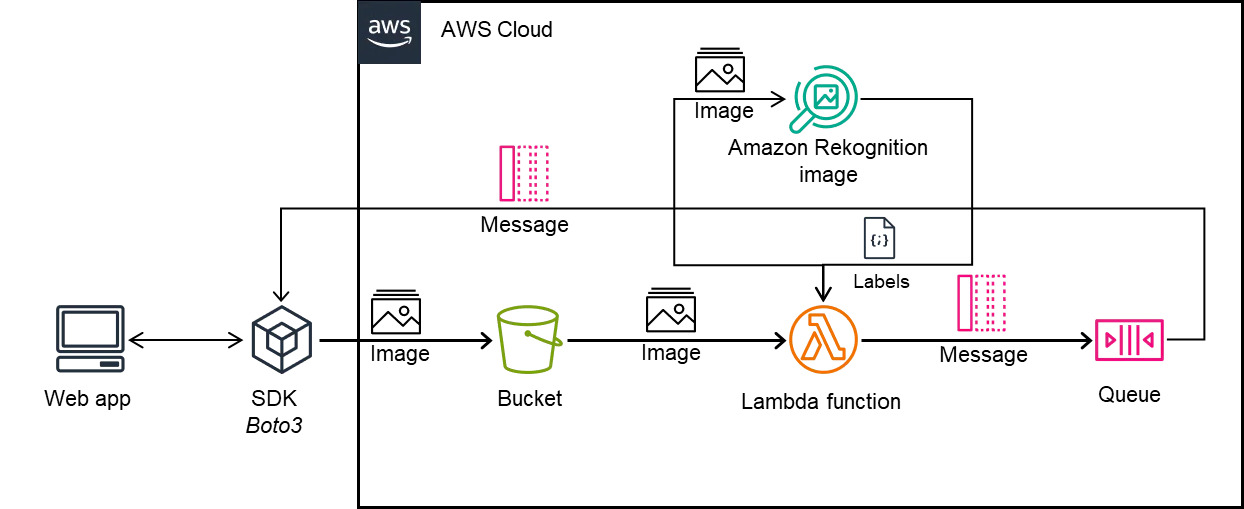 aws
AWS Cloud
Image
Amazon Rekognition
image
Message
{;}
Labels
Image
Image
Message
Web app
SDK
Boto3
Bucket
Lambda function
Queue